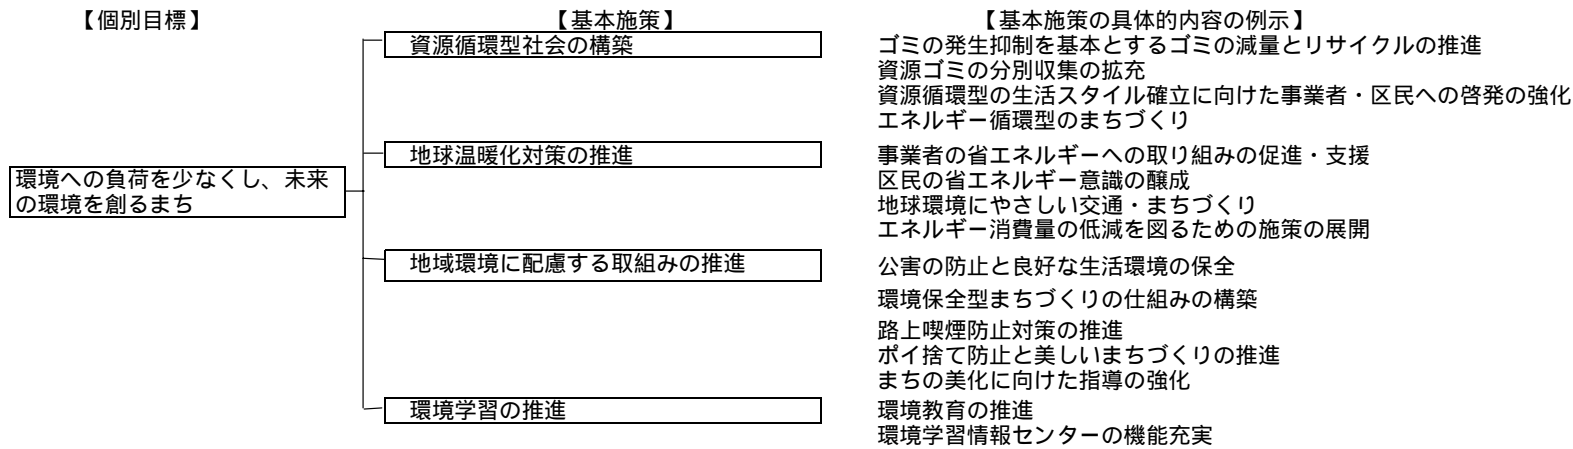 【個別目標】
【基本施策】
【基本施策の具体的内容の例示】
環境への負荷を少なくし、未来
の環境を創るまち
資源循環型社会の構築
ゴミの発生抑制を基本とするゴミの減量とリサイクルの推進
資源ゴミの分別収集の拡充
資源循環型の生活スタイル確立に向けた事業者・区民への啓発の強化
エネルギー循環型のまちづくり
地球温暖化対策の推進
事業者の省エネルギーへの取り組みの促進・支援
区民の省エネルギー意識の醸成
地球環境にやさしい交通・まちづくり
エネルギー消費量の低減を図るための施策の展開
地域環境に配慮する取組みの推進
公害の防止と良好な生活環境の保全
環境保全型まちづくりの仕組みの構築
路上喫煙防止対策の推進
ポイ捨て防止と美しいまちづくりの推進
まちの美化に向けた指導の強化
環境学習の推進
環境教育の推進
環境学習情報センターの機能充実